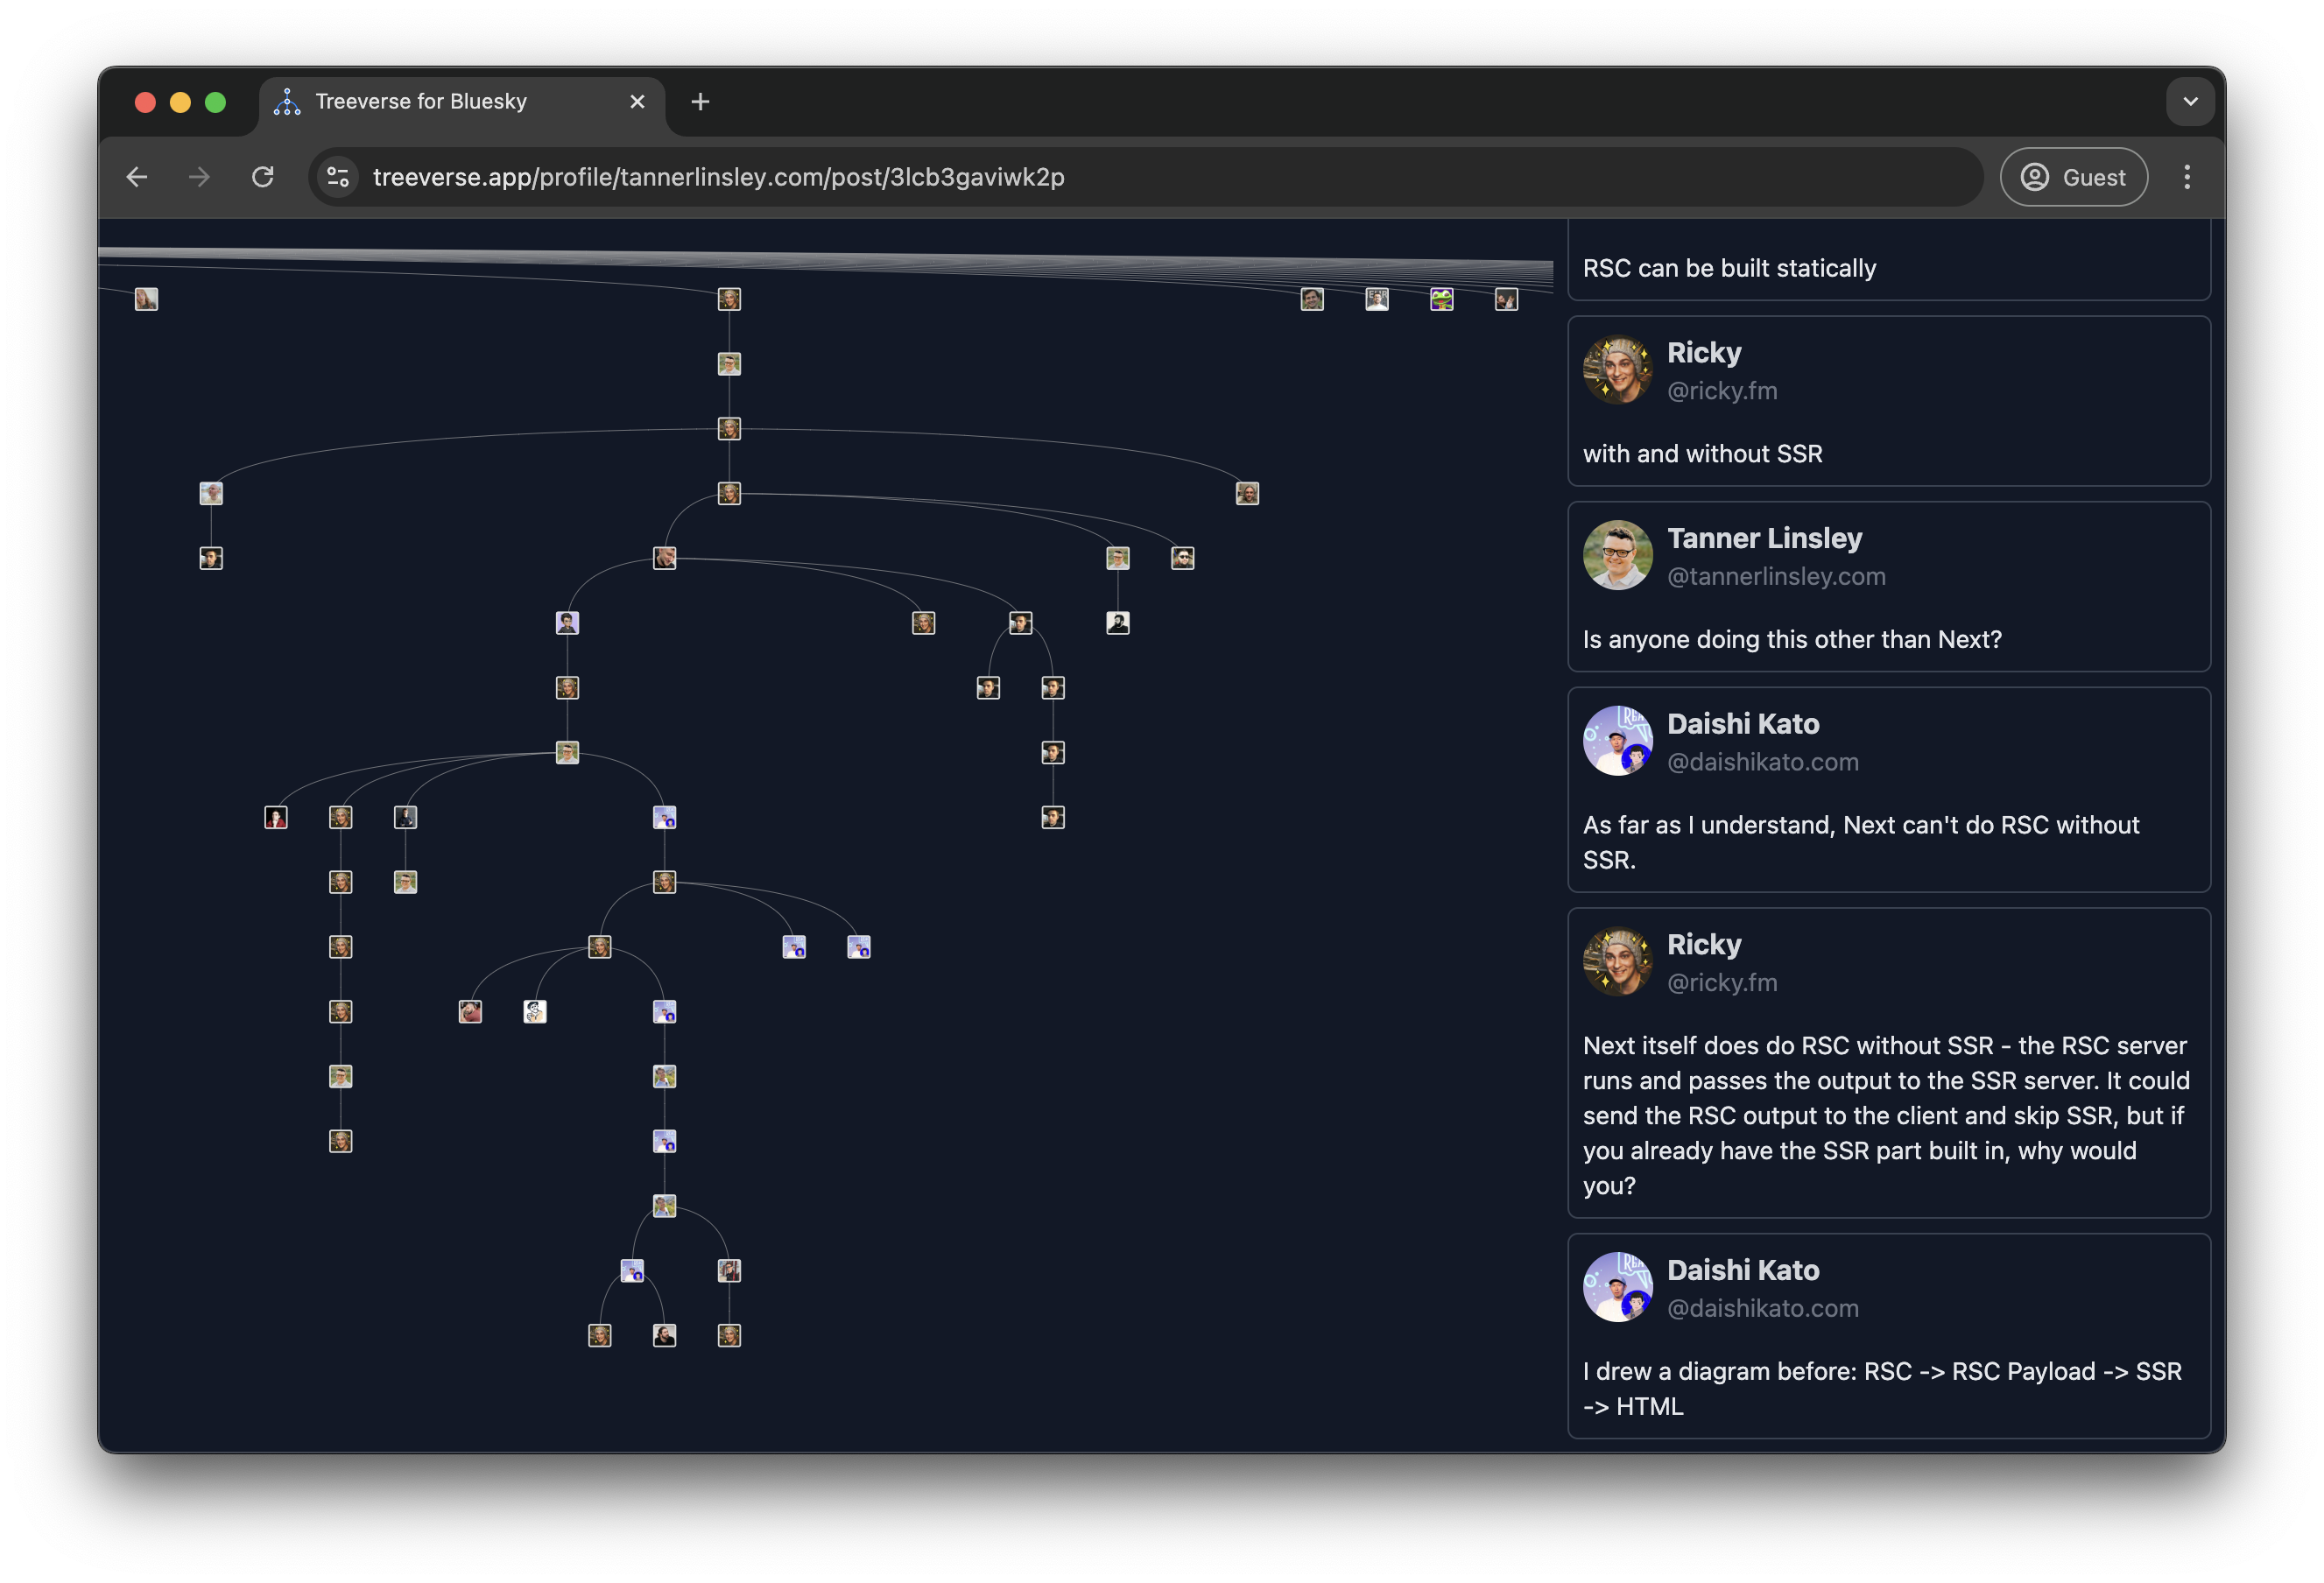 Treeverse for Bluesky
treeverse.app/profile/tannerlinsley.com/post/3lcb3gaviwk2p
Guest
RSC can be built statically
Ricky
@ricky.fm
with and without SSR
Tanner Linsley
@tannerlinsley.com
Is anyone doing this other than Next?
Daishi Kato
@daishikato.com
As far as I understand, Next can't do RSC without
SSR.
Ricky
@ricky.fm
Next itself does do RSC without SSR - the RSC server
runs and passes the output to the SSR server. It could
send the RSC output to the client and skip SSR, but if
you already have the SSR part built in, why would
you?
Daishi Kato
@daishikato.com
I drew a diagram before: RSC -> RSC Payload -> SSR
-> HTML